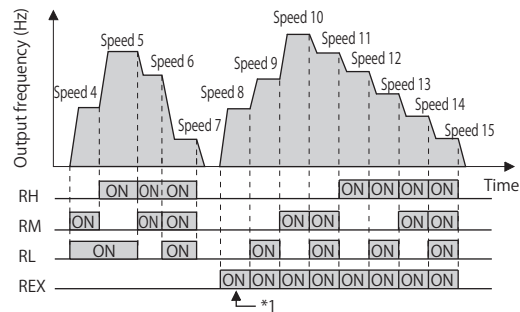 Output frequency (Hz)
Speed 10
Speed 5
Speed 11
Speed 6
Speed 9
Speed 12
Speed 4
Speed 8
Speed 13
Speed 14
Speed 7
Speed 15
Time
RH ON ON ON ON ON ON ON
RM ON ON ON ON ON ON ON
RL ON ON ON ON ON ON
REX ON ON ON ON ON ON ON ON
*1